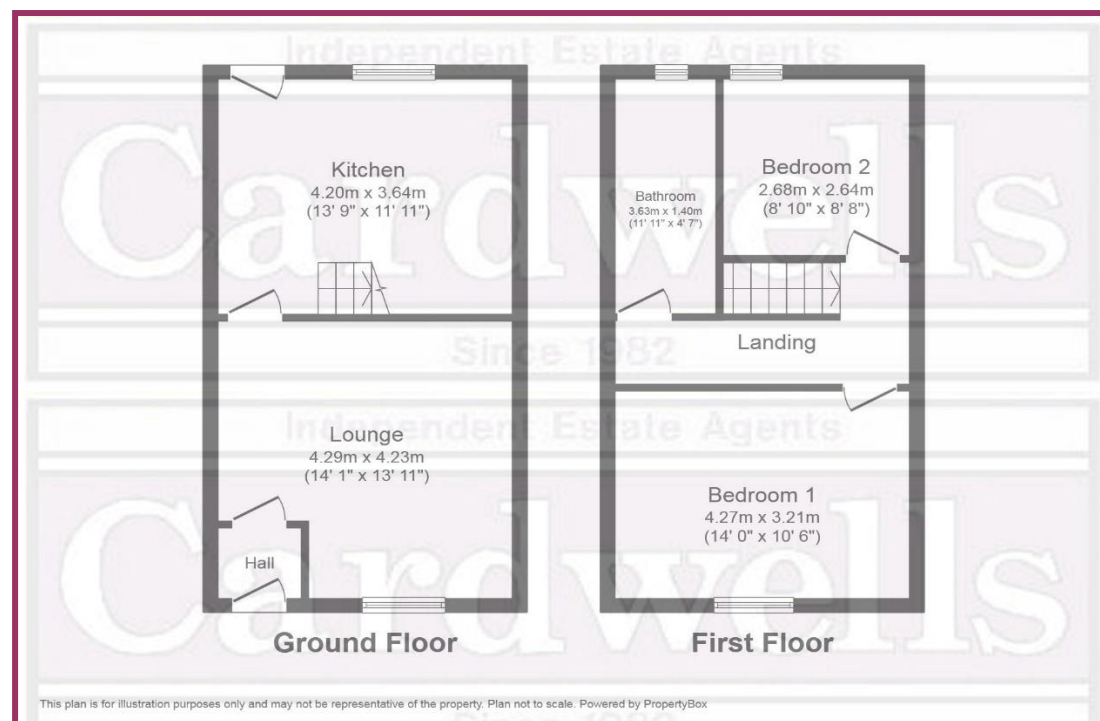 Independent Estate Agents
Cardwells
Since 1982
Independent Estate Agents
Cardwells
Since 1982
Kitchen
4.20m x 3.64m
(13' 9" x 11' 11")
Lounge
4.29m x 4.23m
(14' 1" x 13' 11")
Hall
Ground Floor
Bathroom
3.63m x 1.40m
(11' 11" x 4' 7")
Bedroom 2
2.68m x 2.64m
(8' 10" x 8' 8")
Landing
Bedroom 1
4.27m x 3.21m
(14' 0" x 10' 6")
First Floor
This plan is for illustration purposes only and may not be representative of the property. Plan not to scale. Powered by PropertyBox